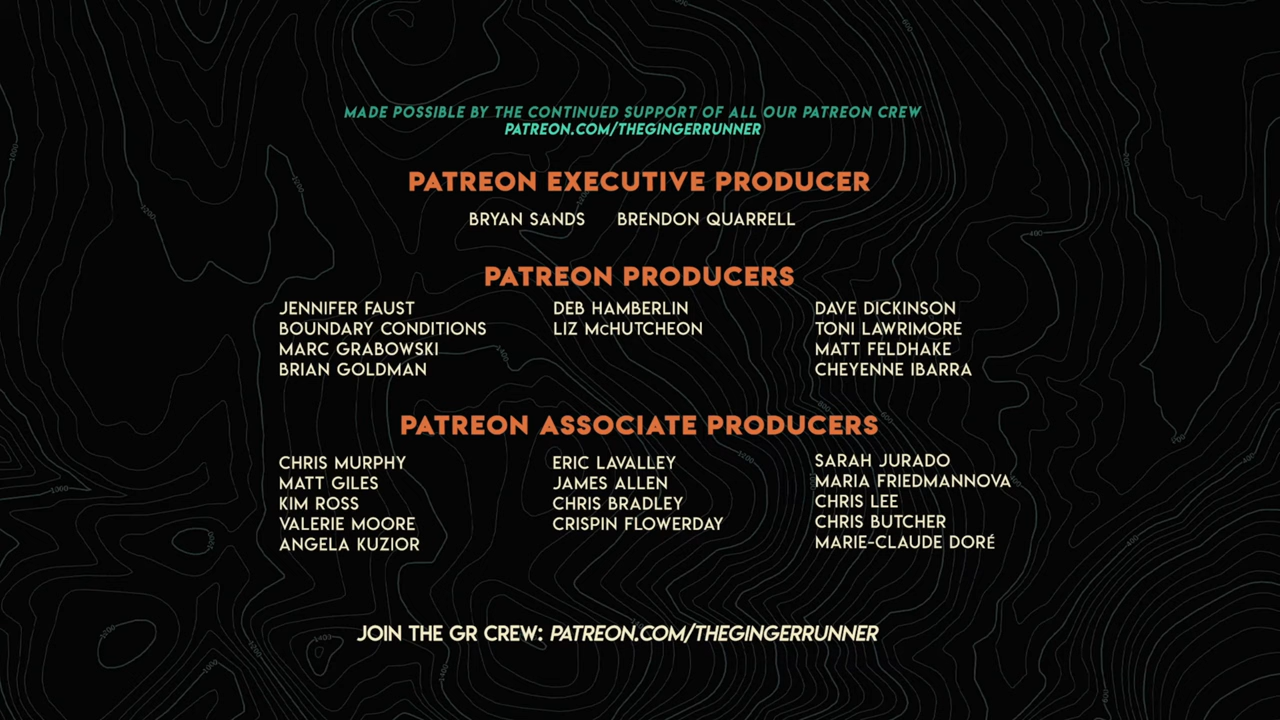 MADE POSSIBLE BY THE CONTINUED SUPPORT OF ALL OUR PATREON CREW
PATREON.COM/THEGINGERRUNNER
PATREON EXECUTIVE PRODUCER
BRYAN SANDS BRENDON QUARRELL
PATREON PRODUCERS
JENNIFER FAUST
BOUNDARY CONDITIONS
MARC GRABOWSKI
BRIAN GOLDMAN
DEB HAMBERLIN
LIZ McHUTCHEON
DAVE DICKINSON
TONI LAWRIMORE
MATT FELDHAKE
CHEYENNE IBARRA
PATREON ASSOCIATE PRODUCERS
CHRIS MURPHY
MATT GILES
KIM ROSS
VALERIE MOORE
ANGELA KUZIOR
ERIC LAVALLEY
JAMES ALLEN
CHRIS BRADLEY
CRISPIN FLOWERDAY
SARAH JURADO
MARIA FRIEDMANNOVA
CHRIS LEE
CHRIS BUTCHER
MARIE-CLAUDE DORÉ
JOIN THE GR CREW: PATREON.COM/THEGINGERRUNNER